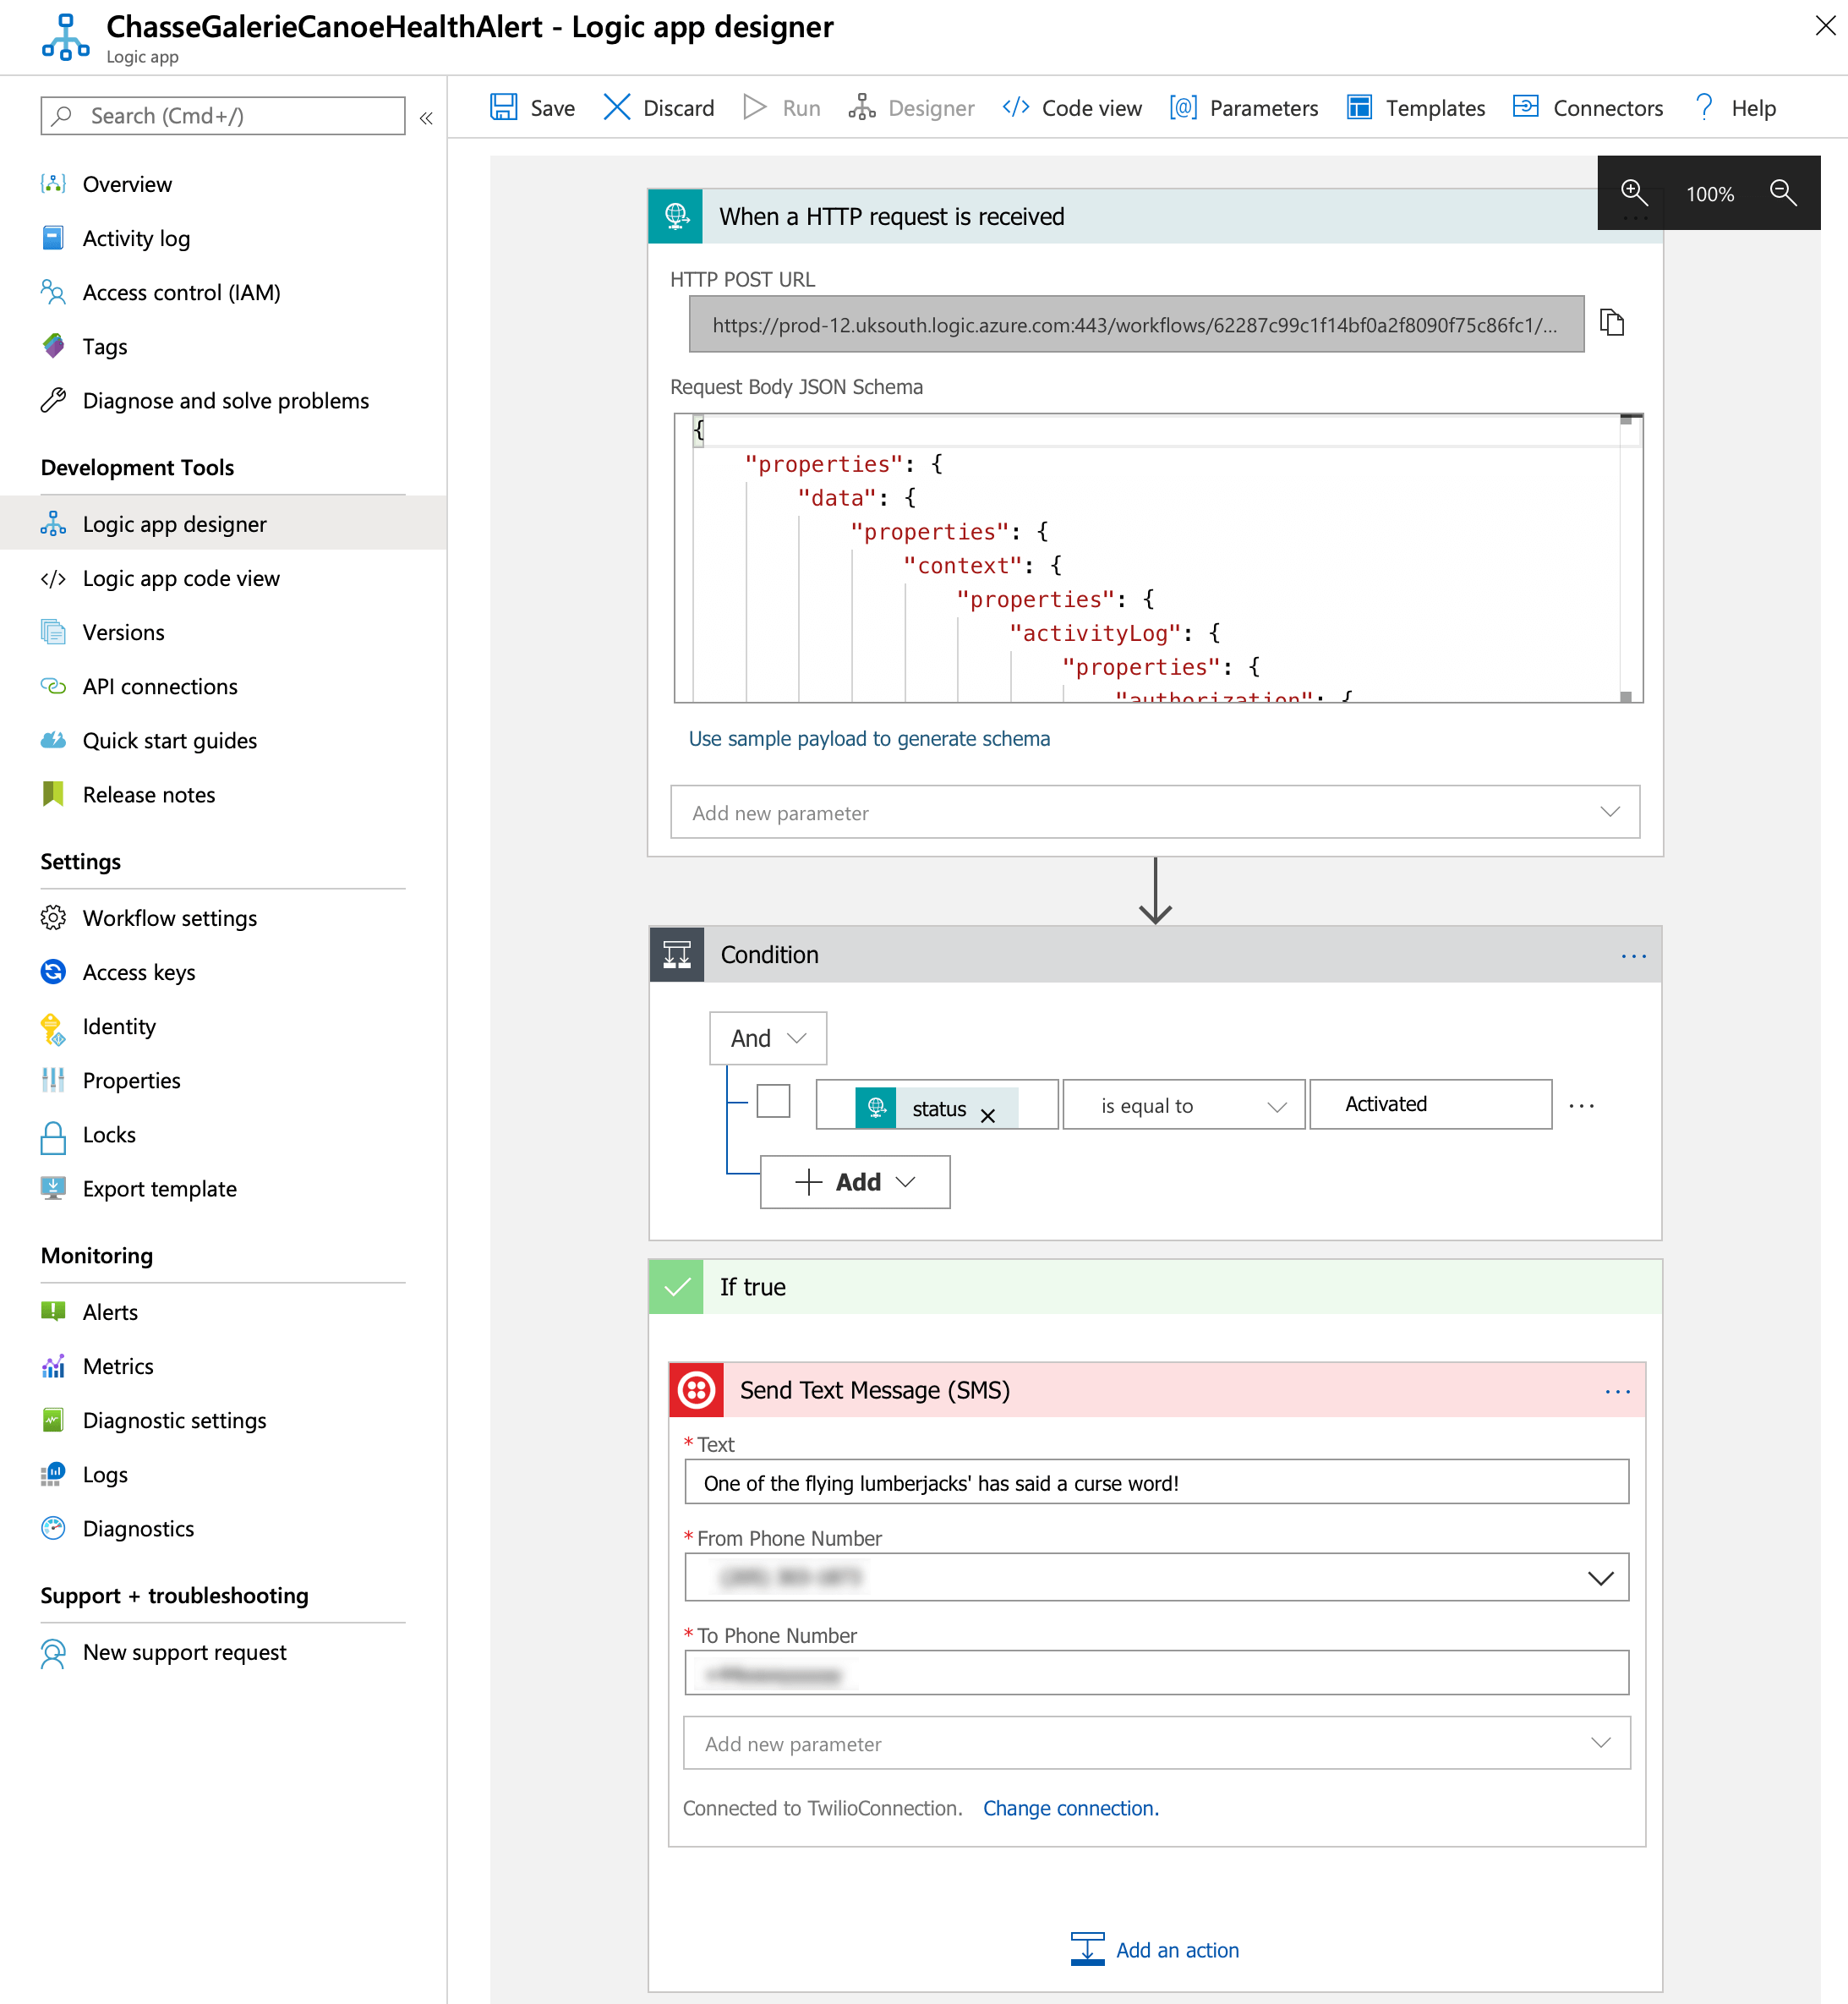 ChasseGalerieCanoeHealthAlert - Logic app designer
Logic app
Search (Cmd+/)
«
Overview
Activity log
Access control (IAM)
Tags
Diagnose and solve problems
Development Tools
Logic app designer
Logic app code view
Versions
API connections
Quick start guides
Release notes
Settings
Workflow settings
Access keys
Identity
Properties
Locks
Export template
Monitoring
Alerts
Metrics
Diagnostic settings
Logs
Diagnostics
Support + troubleshooting
New support request
Save Discard Run Designer Code view Parameters Templates Connectors Help
100%
When a HTTP request is received
HTTP POST URL
https://prod-12.uksouth.logic.azure.com:443/workflows/62287c99c1f14bf0a2f8090f75c86fc1/...
Request Body JSON Schema
{
"properties": {
"data": {
"properties": {
"context": {
"properties": {
"activityLog": {
"properties": {
"authorization": {
Use sample payload to generate schema
Add new parameter
Condition
And
status is equal to Activated
Add
If true
Send Text Message (SMS)
* Text
One of the flying lumberjacks' has said a curse word!
* From Phone Number
* To Phone Number
Add new parameter
Connected to TwilioConnection. Change connection.
Add an action